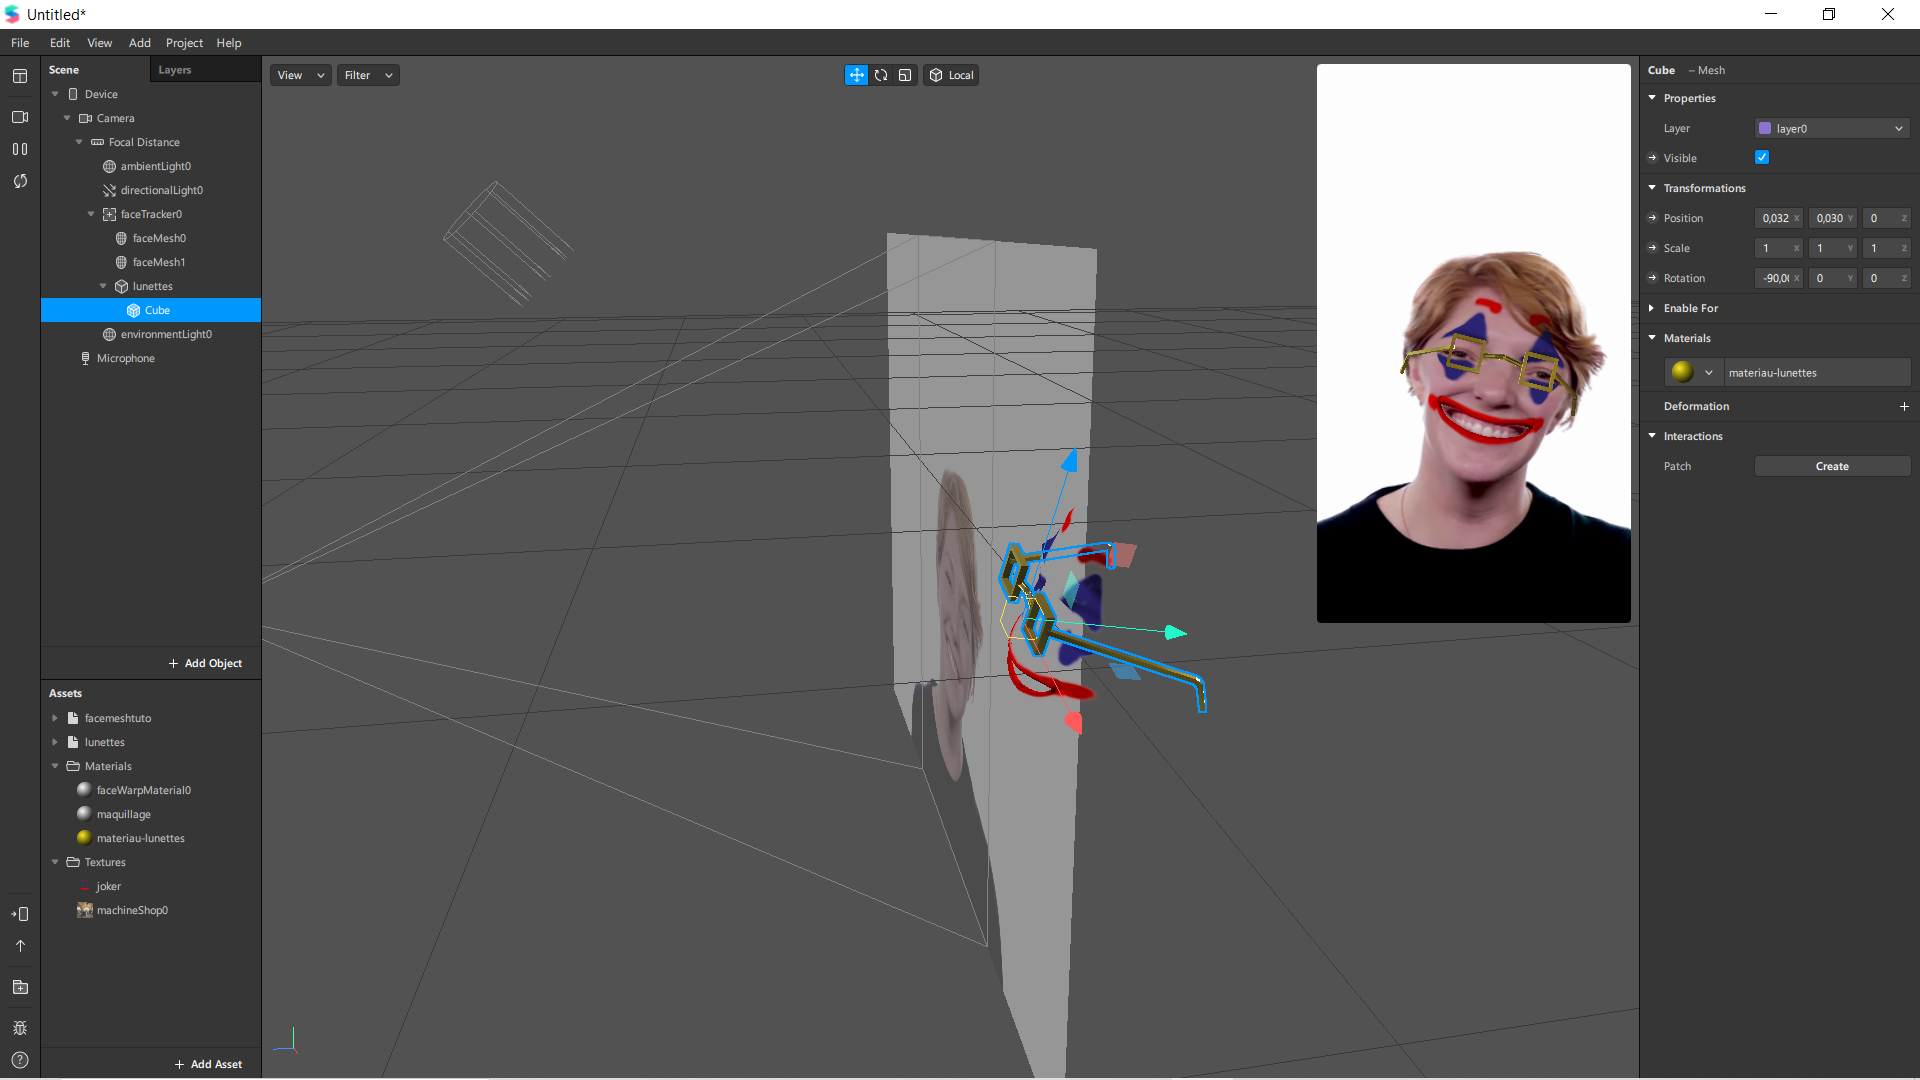 Untitled*
File Edit View Add Project Help
Scene Layers
Device
Camera
Focal Distance
ambientLight0
directionalLight0
faceTracker0
faceMesh0
faceMesh1
lunettes
Cube
environmentLight0
Microphone
+ Add Object
Assets
facemeshtuto
lunettes
Materials
faceWarpMaterial0
maquillage
materiau-lunettes
Textures
joker
machineShop0
+ Add Asset
View Filter Local
Cube – Mesh
Properties
Layer layer0
Visible
Transformations
Position 0,032 X 0,030 Y 0 Z
Scale 1 X 1 Y 1 Z
Rotation -90,0 X 0 Y 0 Z
Enable For
Materials
materiau-lunettes
Deformation +
Interactions
Patch Create